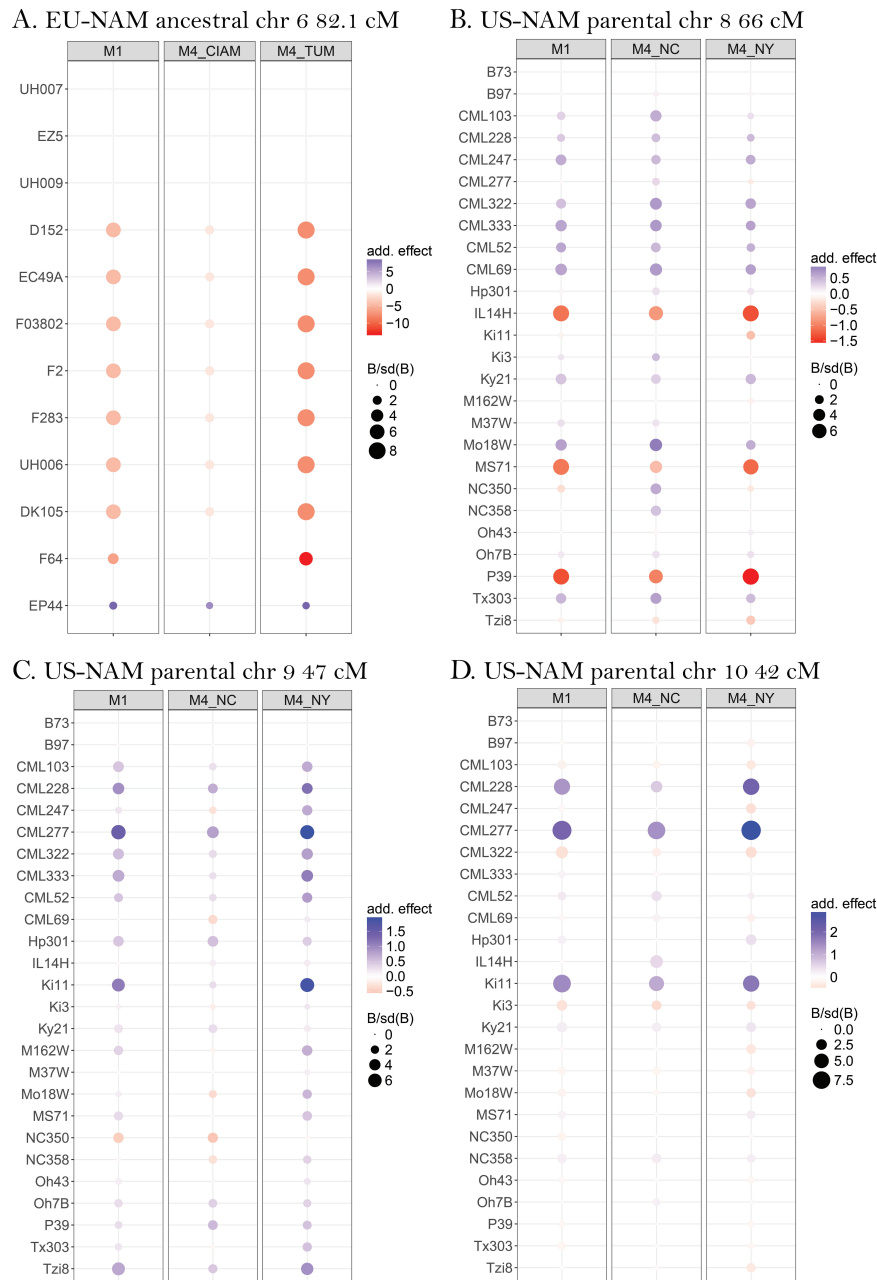 A. EU-NAM ancestral chr 6 82.1 cM
M1 M4_CIAM M4_TUM
UH007
EZ5
UH009
D152
EC49A
F03802
F2
F283
UH006
DK105
F64
EP44
add. effect
5
0
−5
−10
B/sd(B)
0
2
4
6
8
B. US-NAM parental chr 8 66 cM
M1 M4_NC M4_NY
B73
B97
CML103
CML228
CML247
CML277
CML322
CML333
CML52
CML69
Hp301
IL14H
Ki11
Ki3
Ky21
M162W
M37W
Mo18W
MS71
NC350
NC358
Oh43
Oh7B
P39
Tx303
Tzi8
add. effect
0.5
0.0
−0.5
−1.0
−1.5
B/sd(B)
0
2
4
6
C. US-NAM parental chr 9 47 cM
M1 M4_NC M4_NY
B73
B97
CML103
CML228
CML247
CML277
CML322
CML333
CML52
CML69
Hp301
IL14H
Ki11
Ki3
Ky21
M162W
M37W
Mo18W
MS71
NC350
NC358
Oh43
Oh7B
P39
Tx303
Tzi8
add. effect
1.5
1.0
0.5
0.0
−0.5
B/sd(B)
0
2
4
6
D. US-NAM parental chr 10 42 cM
M1 M4_NC M4_NY
B73
B97
CML103
CML228
CML247
CML277
CML322
CML333
CML52
CML69
Hp301
IL14H
Ki11
Ki3
Ky21
M162W
M37W
Mo18W
MS71
NC350
NC358
Oh43
Oh7B
P39
Tx303
Tzi8
add. effect
2
1
0
B/sd(B)
0.0
2.5
5.0
7.5